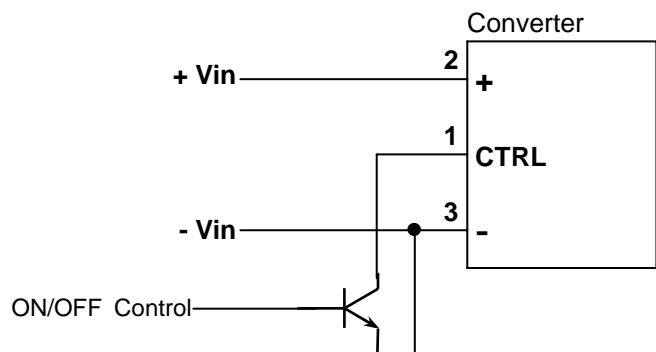 Converter
2
+ Vin
+
1
CTRL
3
- Vin
-
ON/OFF Control